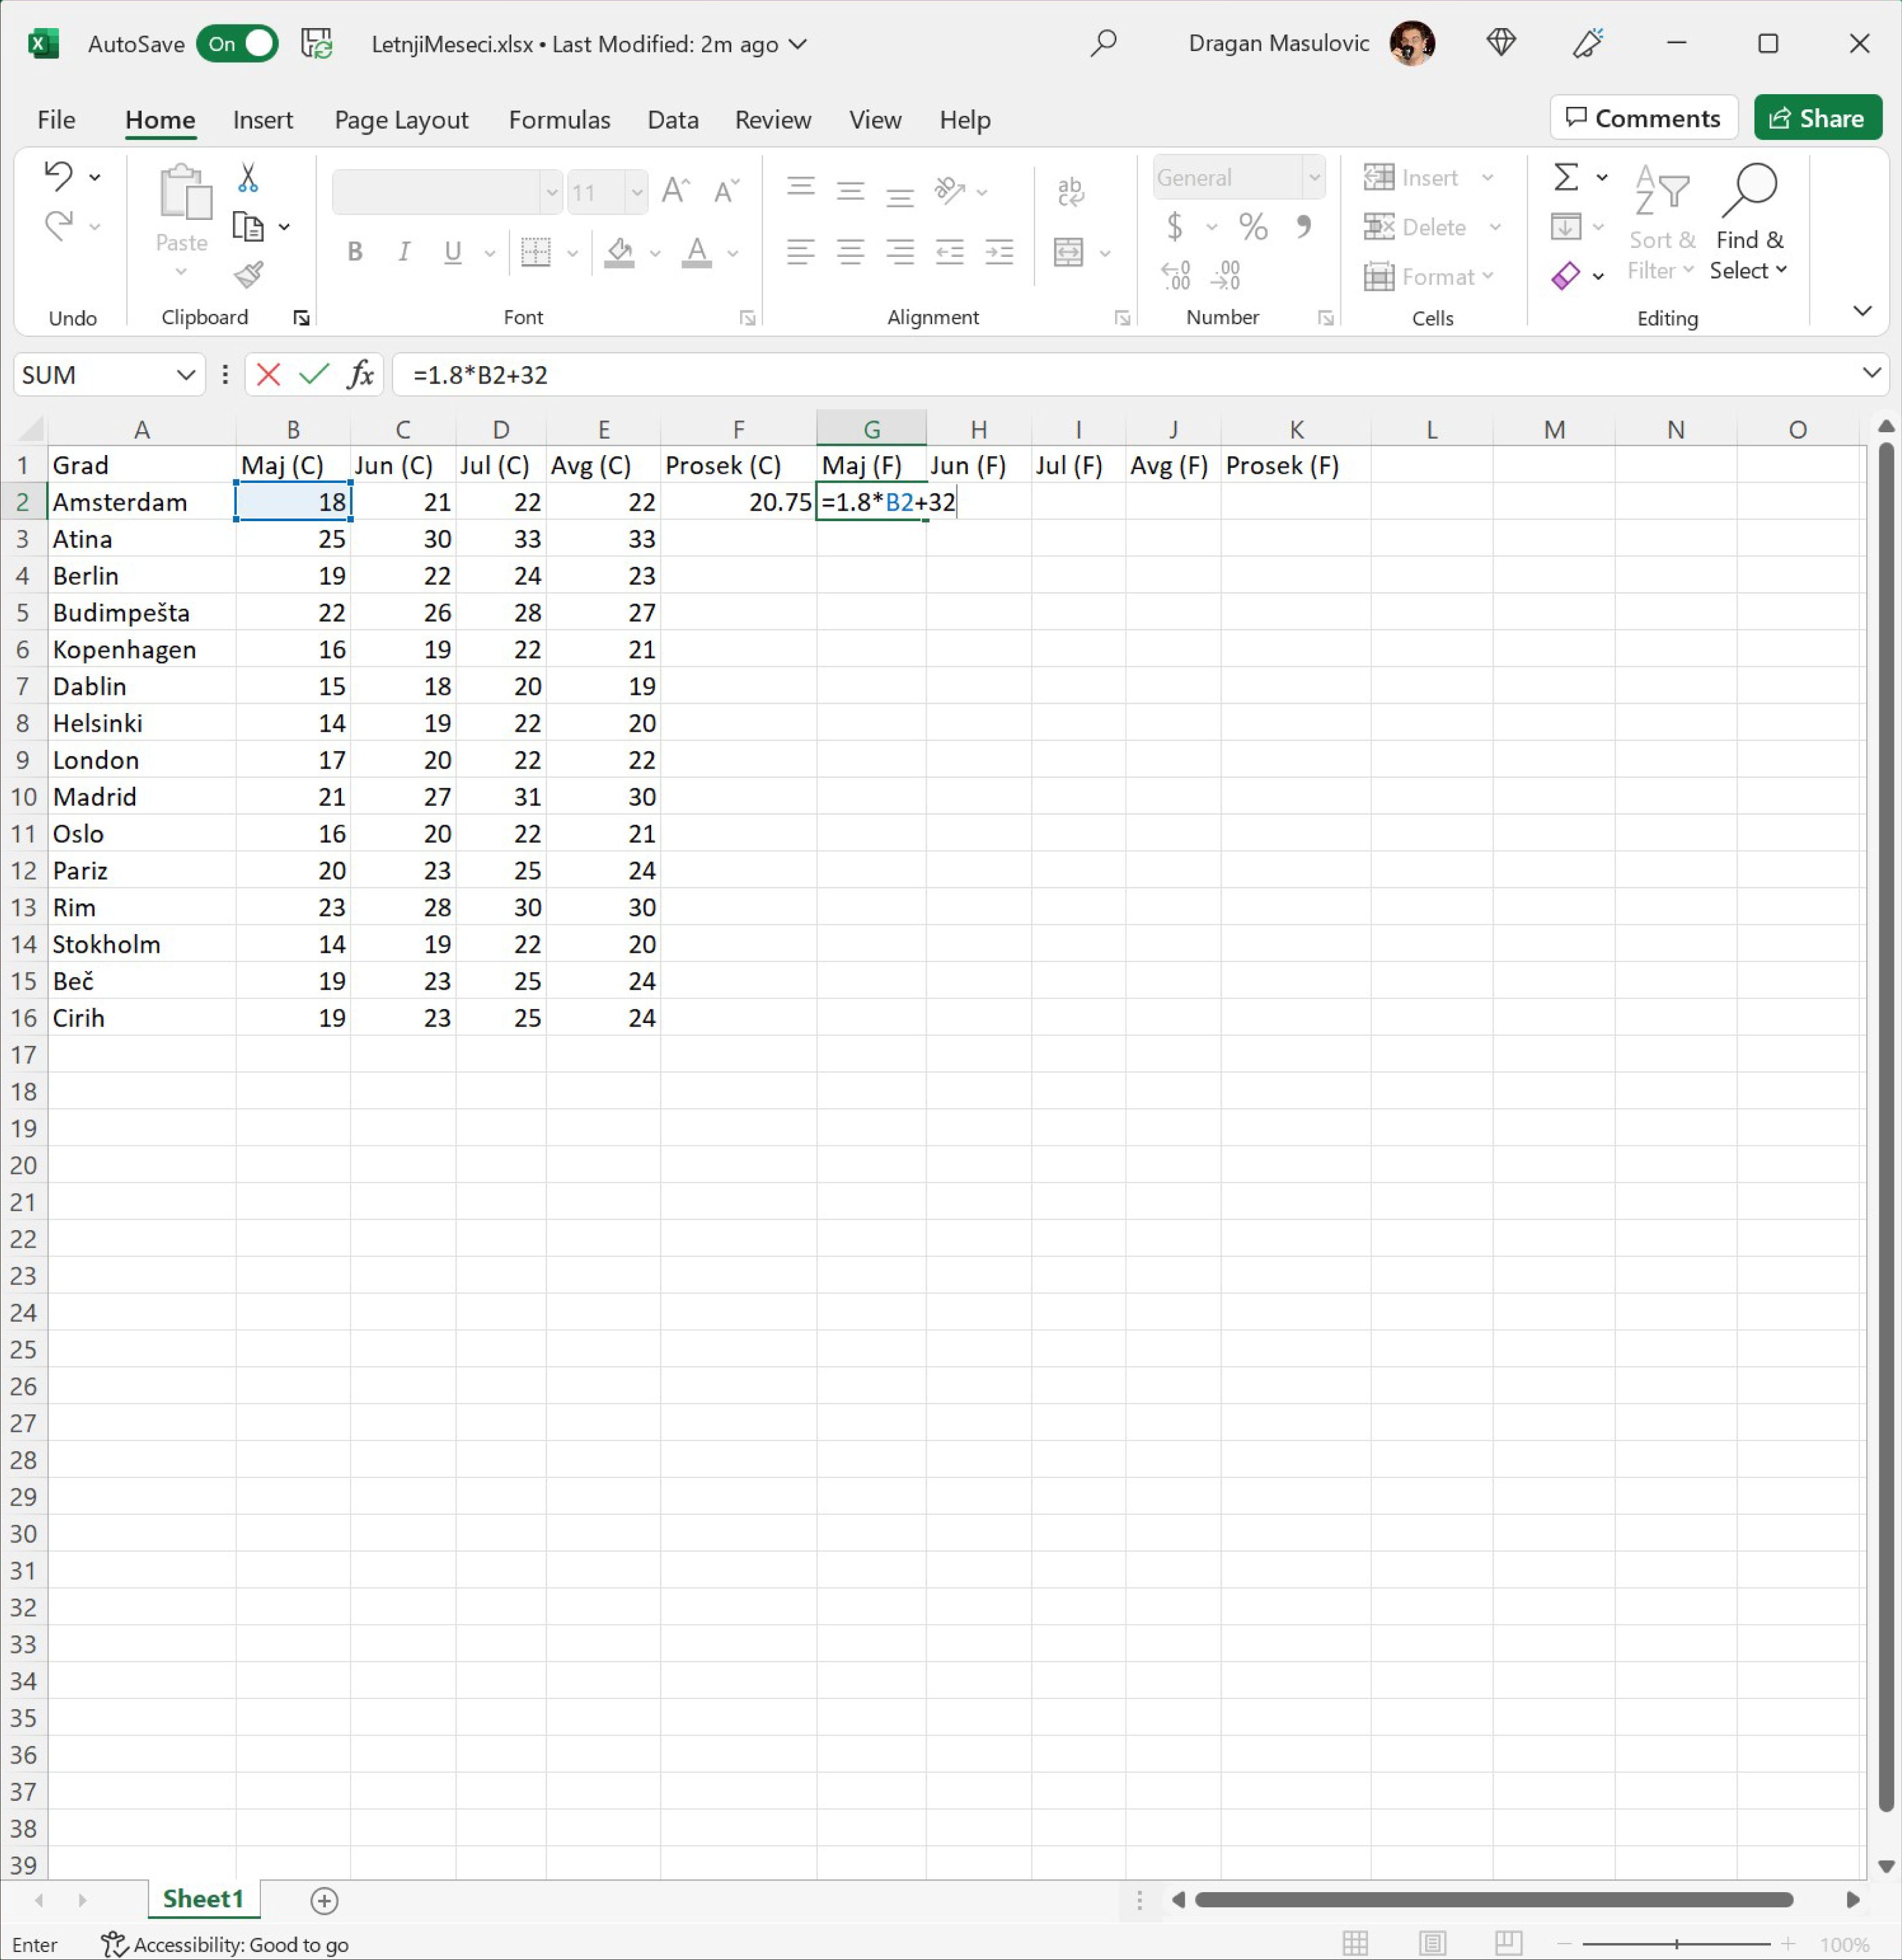 AutoSave On LetnjiMeseci.xlsx • Last Modified: 2m ago Dragan Masulovic
File Home Insert Page Layout Formulas Data Review View Help Comments Share
Paste
11
General
Insert
Delete
Format
Sort & Filter
Find & Select
B I U A
$ % 9
Undo Clipboard Font Alignment Number Cells Editing
SUM fx =1.8*B2+32
A B C D E F G H I J K L M N O
1 Grad Maj (C) Jun (C) Jul (C) Avg (C) Prosek (C) Maj (F) Jun (F) Jul (F) Avg (F) Prosek (F)
2 Amsterdam 18 21 22 22 20.75 =1.8*B2+32
3 Atina 25 30 33 33
4 Berlin 19 22 24 23
5 Budimpešta 22 26 28 27
6 Kopenhagen 16 19 22 21
7 Dablin 15 18 20 19
8 Helsinki 14 19 22 20
9 London 17 20 22 22
10 Madrid 21 27 31 30
11 Oslo 16 20 22 21
12 Pariz 20 23 25 24
13 Rim 23 28 30 30
14 Stokholm 14 19 22 20
15 Beč 19 23 25 24
16 Cirih 19 23 25 24
17
18
19
20
21
22
23
24
25
26
27
28
29
30
31
32
33
34
35
36
37
38
39
Sheet1
Enter Accessibility: Good to go 100%